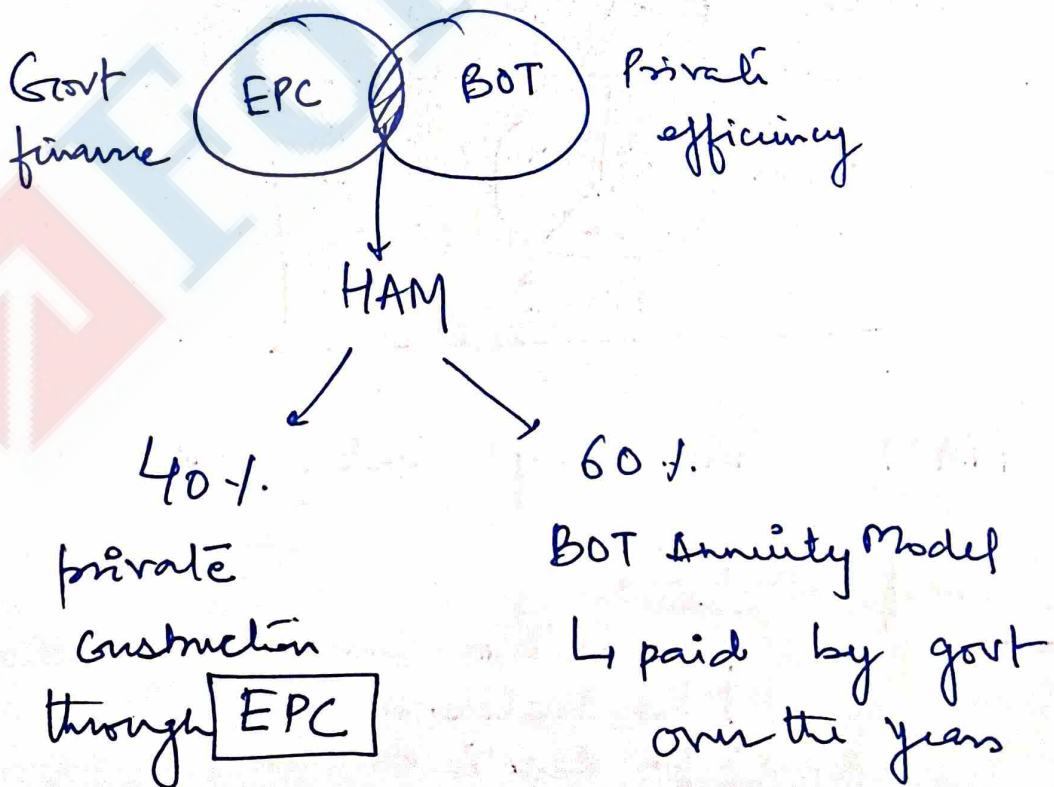 Govt
finance
EPC
BOT
Private
efficiency
HAM
40 %.
private
construction
through EPC
60 %.
BOT Annuity Model
↳ paid by govt
over the years